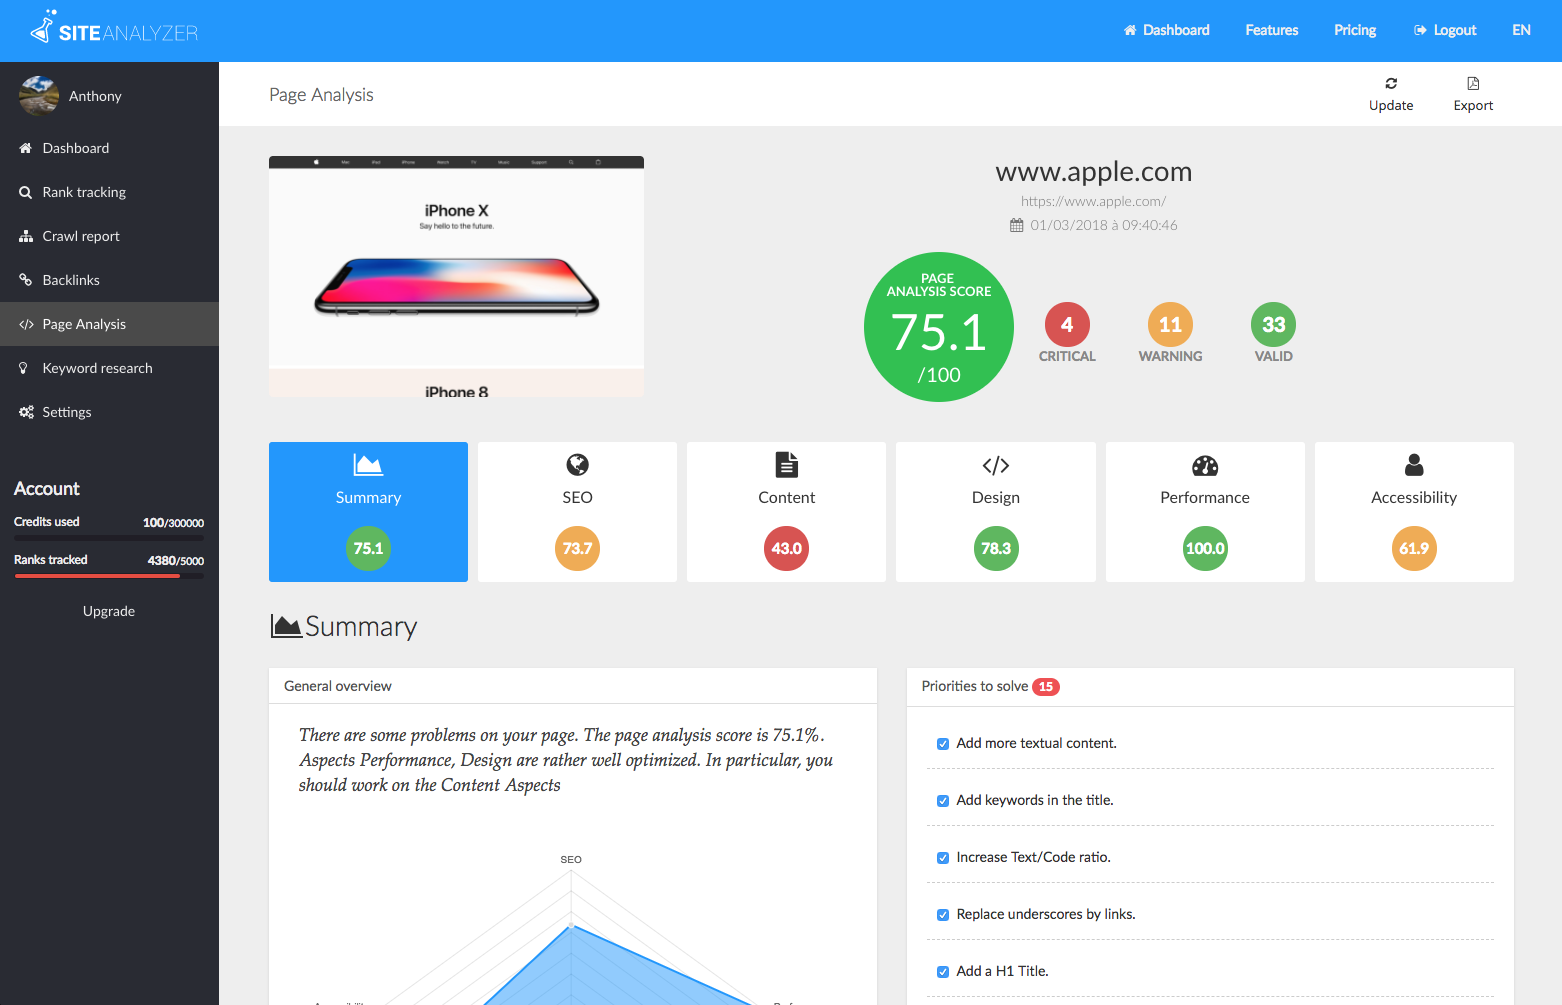 SITEANALYZER
Dashboard
Features
Pricing
Logout
EN
Anthony
Dashboard
Rank tracking
Crawl report
Backlinks
Page Analysis
Keyword research
Settings
Account
Credits used 100/300000
Ranks tracked 4380/5000
Upgrade
Page Analysis
Update
Export
Mac iPad iPhone Watch TV Music Support
iPhone X
Say hello to the future.
iPhone 8
www.apple.com
https://www.apple.com/
01/03/2018 à 09:40:46
PAGE
ANALYSIS SCORE
75.1
/100
4
CRITICAL
11
WARNING
33
VALID
Summary
75.1
SEO
73.7
Content
43.0
Design
78.3
Performance
100.0
Accessibility
61.9
Summary
General overview
There are some problems on your page. The page analysis score is 75.1%.
Aspects Performance, Design are rather well optimized. In particular, you
should work on the Content Aspects
SEO
Priorities to solve 15
Add more textual content.
Add keywords in the title.
Increase Text/Code ratio.
Replace underscores by links.
Add a H1 Title.